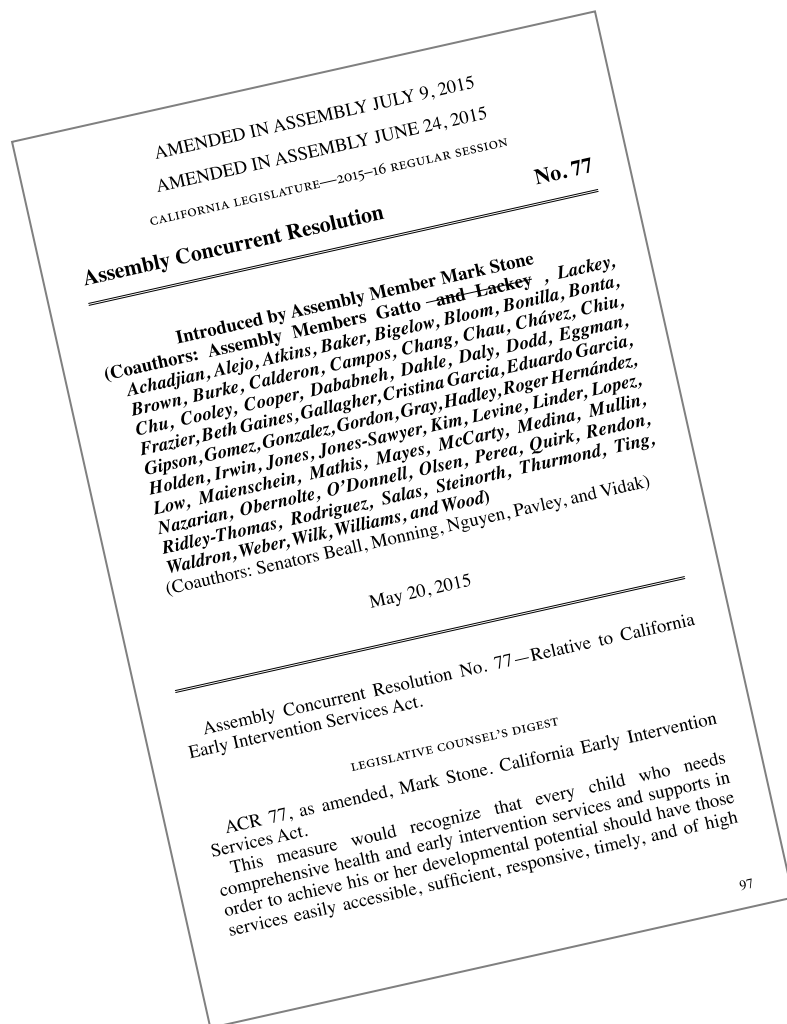 AMENDED IN ASSEMBLY JULY 9, 2015
AMENDED IN ASSEMBLY JUNE 24, 2015
CALIFORNIA LEGISLATURE—2015–16 REGULAR SESSION
No. 77
Assembly Concurrent Resolution
Introduced by Assembly Member Mark Stone
(Coauthors: Assembly Members Gatto and Lackey , Lackey,
Achadjian, Alejo, Atkins, Baker, Bigelow, Bloom, Bonilla, Bonta,
Brown, Burke, Calderon, Campos, Chang, Chau, Chávez, Chiu,
Chu, Cooley, Cooper, Dababneh, Dahle, Daly, Dodd, Eggman,
Frazier, Beth Gaines, Gallagher, Cristina Garcia, Eduardo Garcia,
Gipson, Gomez, Gonzalez, Gordon, Gray, Hadley, Roger Hernández,
Holden, Irwin, Jones, Jones-Sawyer, Kim, Levine, Linder, Lopez,
Low, Maienschein, Mathis, Mayes, McCarty, Medina, Mullin,
Nazarian, Obernolte, O’Donnell, Olsen, Perea, Quirk, Rendon,
Ridley-Thomas, Rodriguez, Salas, Steinorth, Thurmond, Ting,
Waldron, Weber, Wilk, Williams, and Wood)
(Coauthors: Senators Beall, Monning, Nguyen, Pavley, and Vidak)
May 20, 2015
Assembly Concurrent Resolution No. 77—Relative to California
Early Intervention Services Act.
LEGISLATIVE COUNSEL’S DIGEST
ACR 77, as amended, Mark Stone. California Early Intervention
Services Act.
This measure would recognize that every child who needs
comprehensive health and early intervention services and supports in
order to achieve his or her developmental potential should have those
services easily accessible, sufficient, responsive, timely, and of high
97